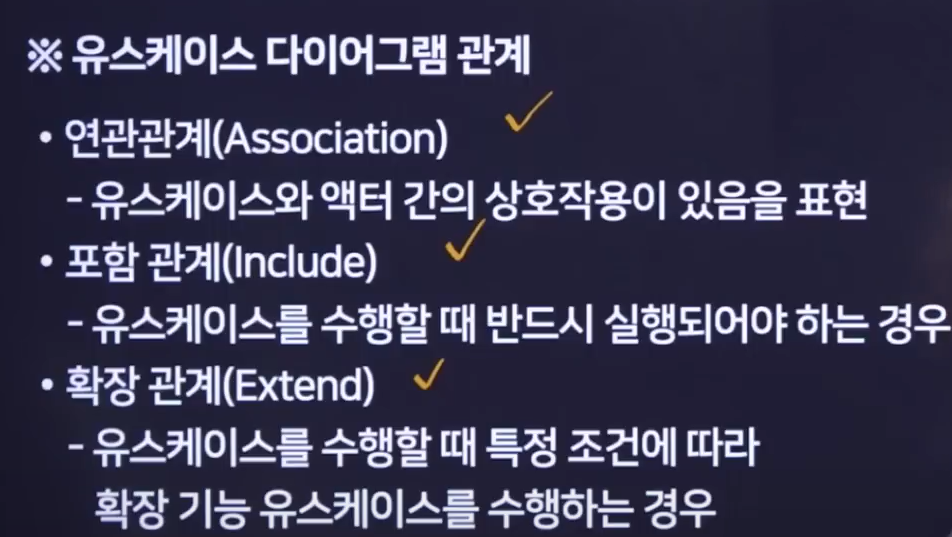 ※ 유스케이스 다이어그램 관계
• 연관관계(Association)
- 유스케이스와 액터 간의 상호작용이 있음을 표현
• 포함 관계(Include)
- 유스케이스를 수행할 때 반드시 실행되어야 하는 경우
• 확장 관계(Extend)
- 유스케이스를 수행할 때 특정 조건에 따라
확장 기능 유스케이스를 수행하는 경우